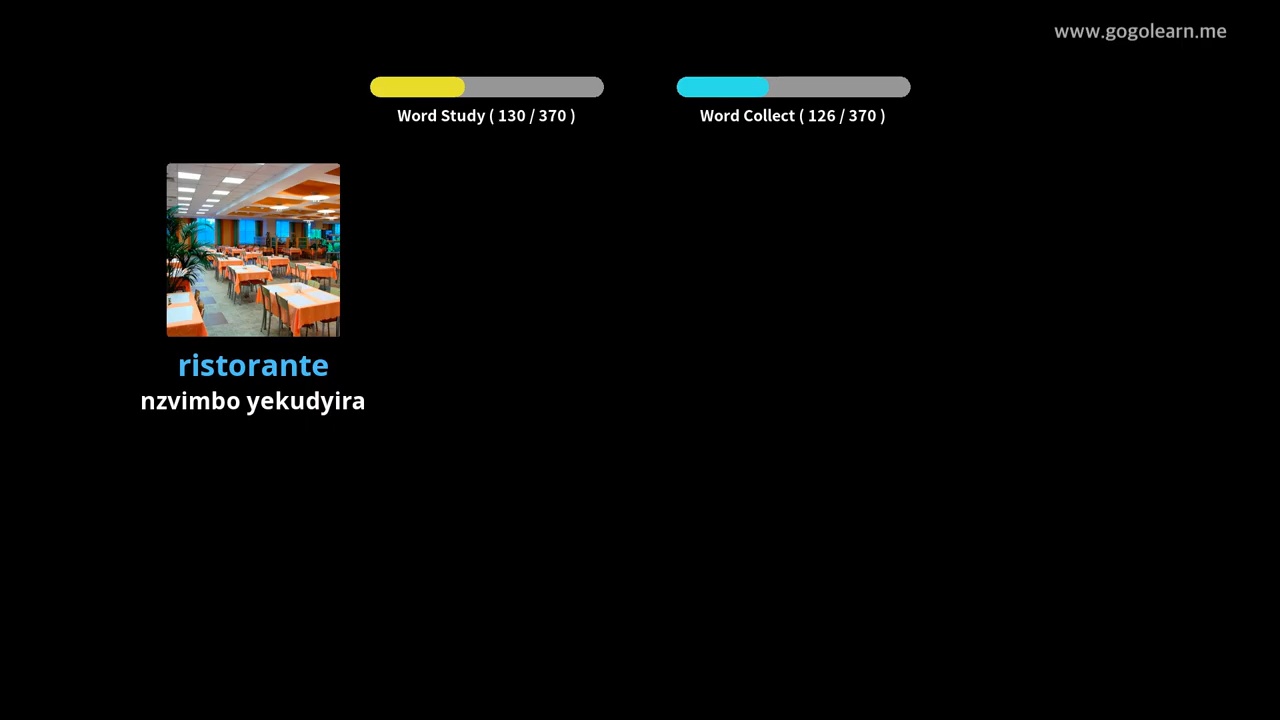 www.gogolearn.me
Word Study ( 130 / 370 )
Word Collect ( 126 / 370 )
ristorante
nzvimbo yekudyira